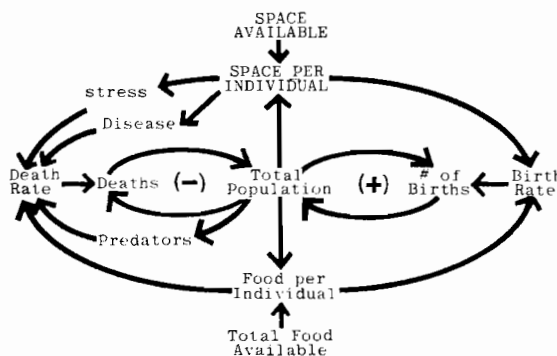 SPACE
AVAILABLE
SPACE PER
INDIVIDUAL
stress
Disease
Death
Rate
Deaths
(-)
Total
Population
(+)
# of
Births
Birth
Rate
Predators
Food per
Individual
Total Food
Available